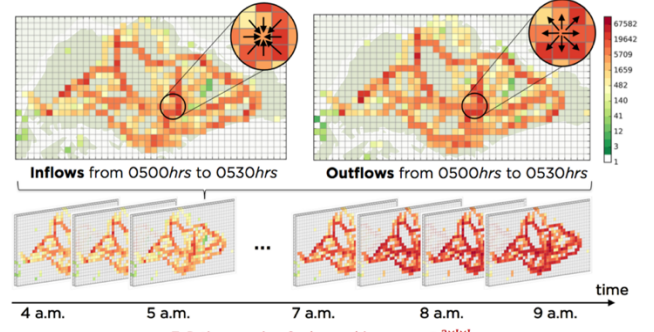 67582
19642
5709
1659
482
140
41
12
3
1
Inflows from 0500hrs to 0530hrs
Outflows from 0500hrs to 0530hrs
...
time
4 a.m.
5 a.m.
7 a.m.
8 a.m.
9 a.m.